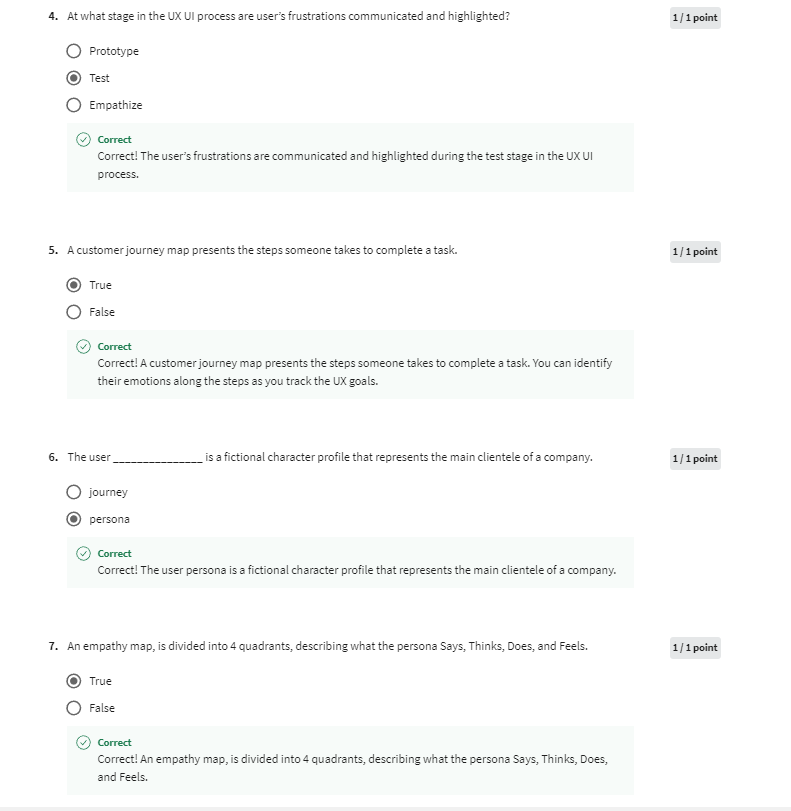 4. At what stage in the UX UI process are user's frustrations communicated and highlighted?
1 / 1 point
Prototype
Test
Empathize
Correct
Correct! The user's frustrations are communicated and highlighted during the test stage in the UX UI
process.
5. A customer journey map presents the steps someone takes to complete a task.
1 / 1 point
True
False
Correct
Correct! A customer journey map presents the steps someone takes to complete a task. You can identify
their emotions along the steps as you track the UX goals.
6. The user _______________ is a fictional character profile that represents the main clientele of a company.
1 / 1 point
journey
persona
Correct
Correct! The user persona is a fictional character profile that represents the main clientele of a company.
7. An empathy map, is divided into 4 quadrants, describing what the persona Says, Thinks, Does, and Feels.
1 / 1 point
True
False
Correct
Correct! An empathy map, is divided into 4 quadrants, describing what the persona Says, Thinks, Does,
and Feels.